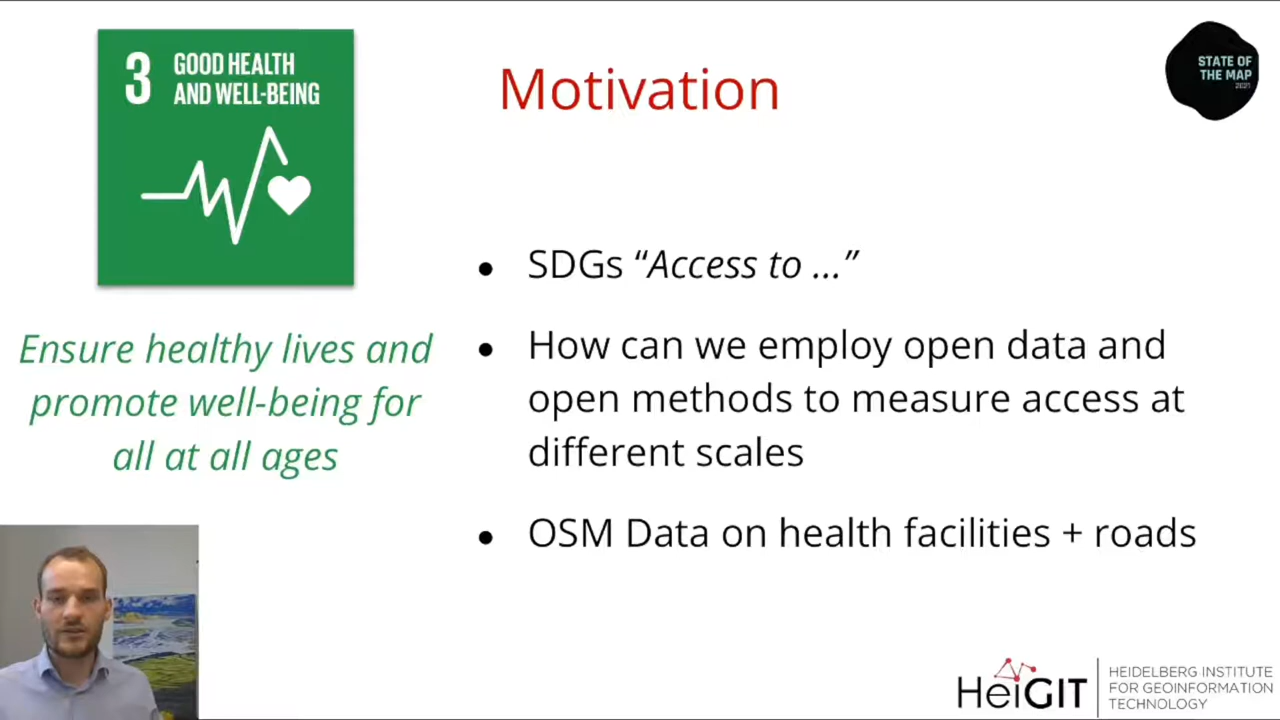 3 GOOD HEALTH
AND WELL-BEING
Motivation
STATE OF
THE MAP
2021
Ensure healthy lives and
promote well-being for
all at all ages
● SDGs “Access to ...”
● How can we employ open data and
open methods to measure access at
different scales
● OSM Data on health facilities + roads
HeiGIT
HEIDELBERG INSTITUTE
FOR GEOINFORMATION
TECHNOLOGY